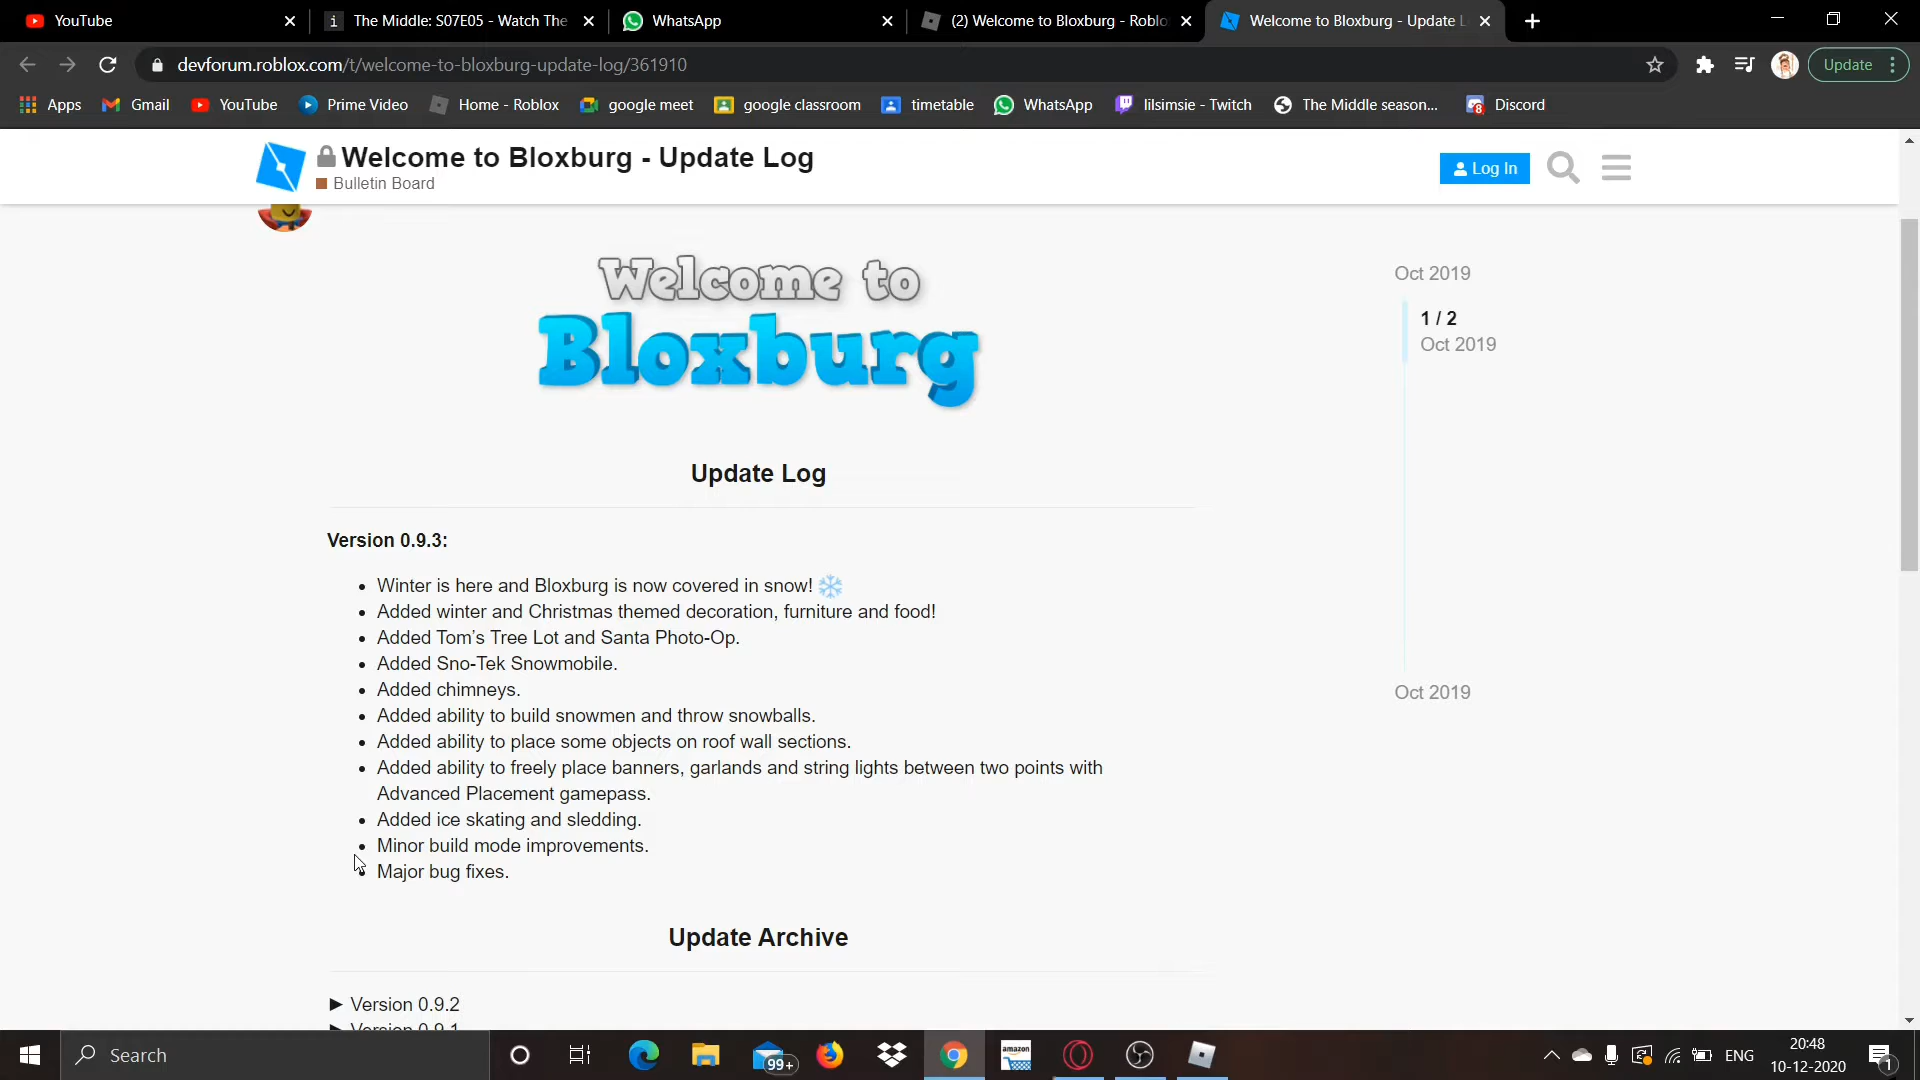 YouTube
The Middle: S07E05 - Watch The
WhatsApp
(2) Welcome to Bloxburg - Roblo
Welcome to Bloxburg - Update L
devforum.roblox.com/t/welcome-to-bloxburg-update-log/361910
Update
Apps
Gmail
YouTube
Prime Video
Home - Roblox
google meet
google classroom
timetable
WhatsApp
lilsimsie - Twitch
The Middle season...
Discord
Welcome to Bloxburg - Update Log
Bulletin Board
Log In
Welcome to
Bloxburg
Oct 2019
1 / 2
Oct 2019
Oct 2019
Update Log
Version 0.9.3:
• Winter is here and Bloxburg is now covered in snow! ❄️
• Added winter and Christmas themed decoration, furniture and food!
• Added Tom’s Tree Lot and Santa Photo-Op.
• Added Sno-Tek Snowmobile.
• Added chimneys.
• Added ability to build snowmen and throw snowballs.
• Added ability to place some objects on roof wall sections.
• Added ability to freely place banners, garlands and string lights between two points with
Advanced Placement gamepass.
• Added ice skating and sledding.
• Minor build mode improvements.
• Major bug fixes.
Update Archive
▶ Version 0.9.2
▶ Version 0.9.1
Search
99+
amazon
ENG
20:48
10-12-2020
1